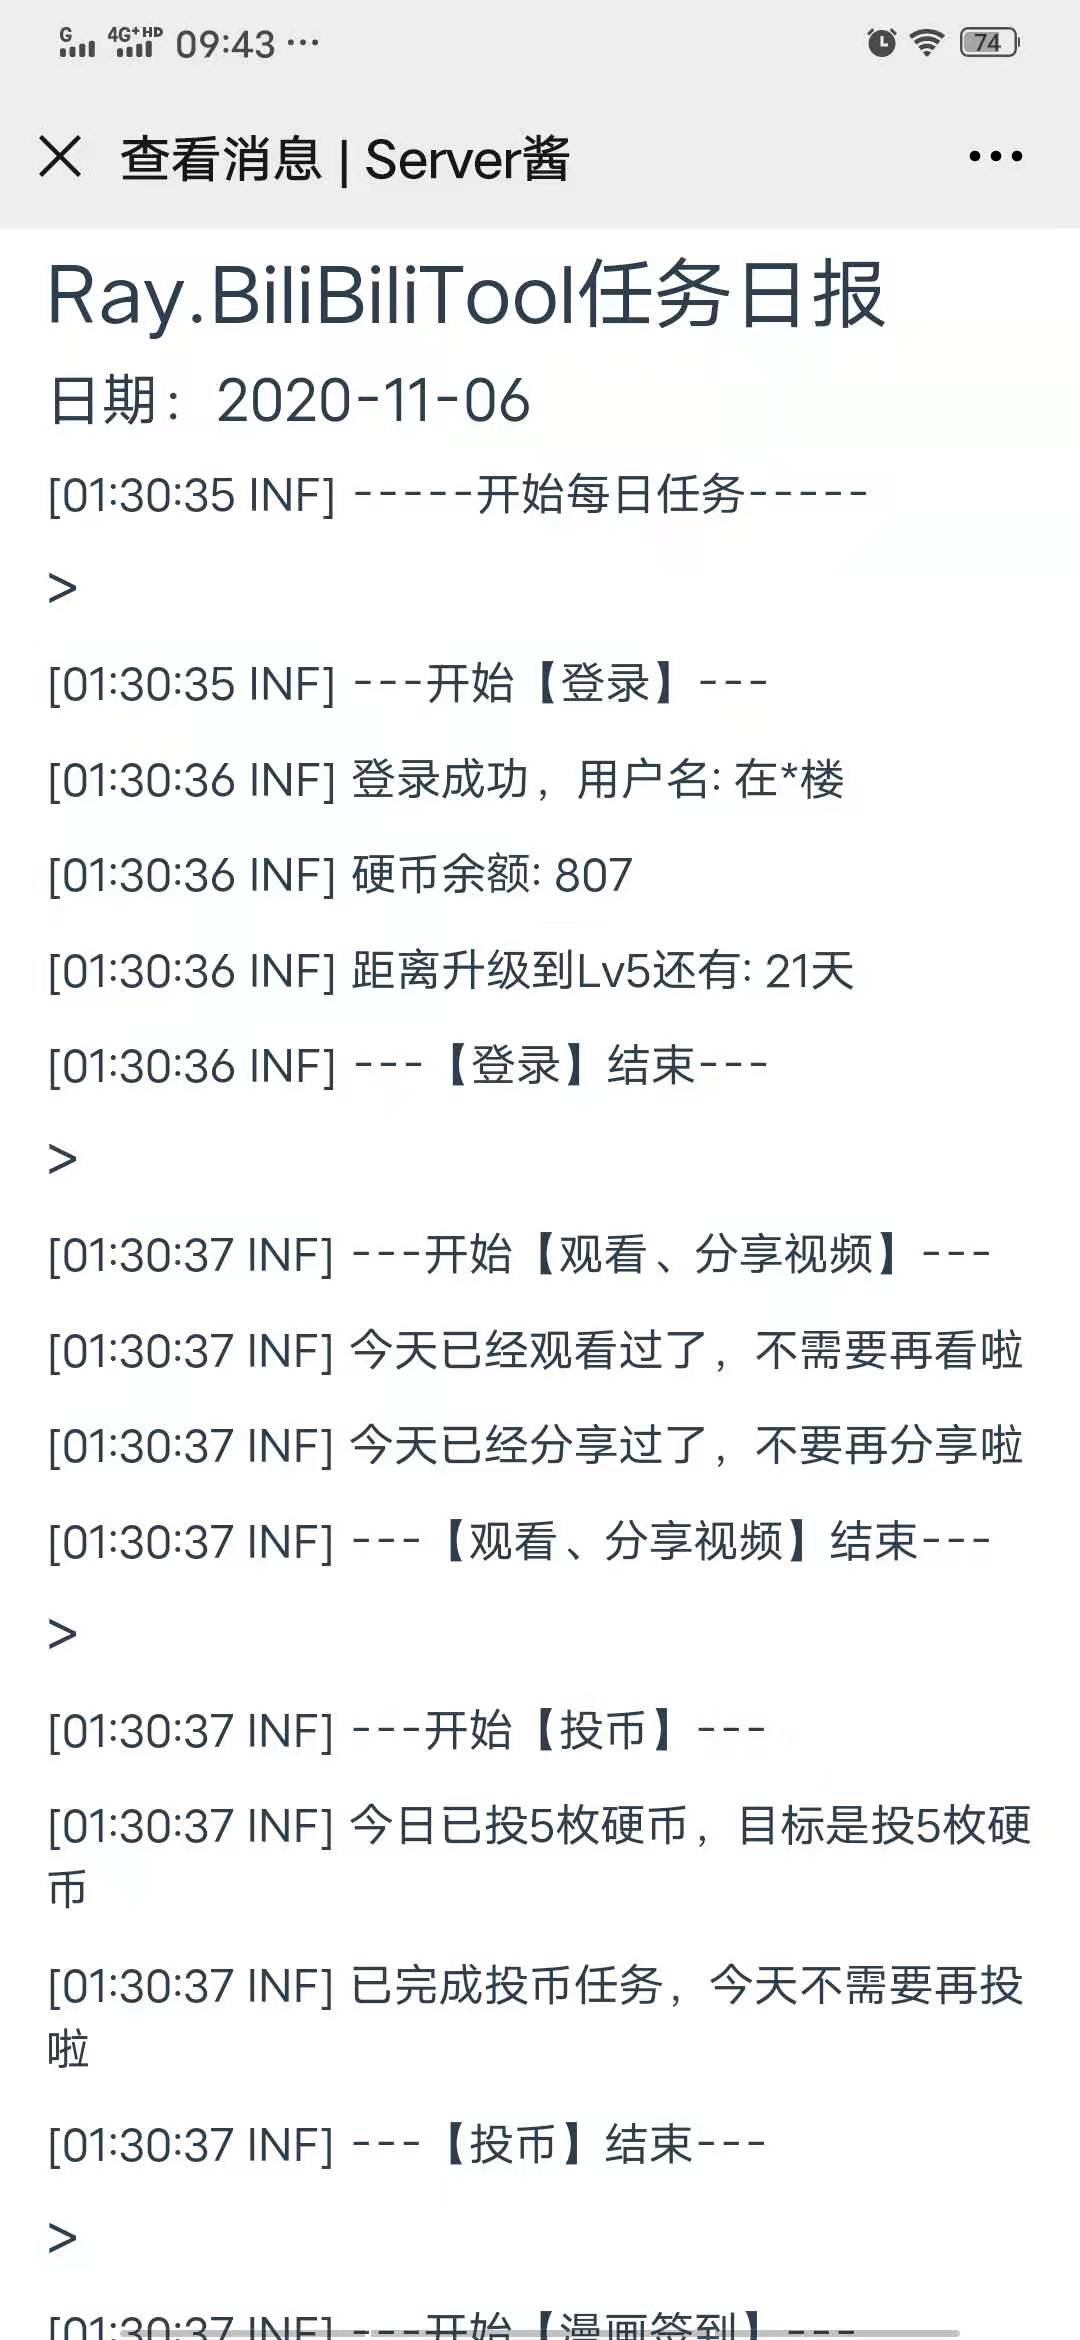 G 4G+ HD 09:43 ··· 74
查看消息 | Server酱
Ray.BiliBiliTool任务日报
日期：2020-11-06
[01:30:35 INF] -----开始每日任务-----
>
[01:30:35 INF] ---开始【登录】---
[01:30:36 INF] 登录成功，用户名: 在*楼
[01:30:36 INF] 硬币余额: 807
[01:30:36 INF] 距离升级到Lv5还有: 21天
[01:30:36 INF] ---【登录】结束---
>
[01:30:37 INF] ---开始【观看、分享视频】---
[01:30:37 INF] 今天已经观看过了，不需要再看啦
[01:30:37 INF] 今天已经分享过了，不要再分享啦
[01:30:37 INF] ---【观看、分享视频】结束---
>
[01:30:37 INF] ---开始【投币】---
[01:30:37 INF] 今日已投5枚硬币，目标是投5枚硬
币
[01:30:37 INF] 已完成投币任务，今天不需要再投
啦
[01:30:37 INF] ---【投币】结束---
>
[01:30:37 INF] ---开始【漫画签到】---